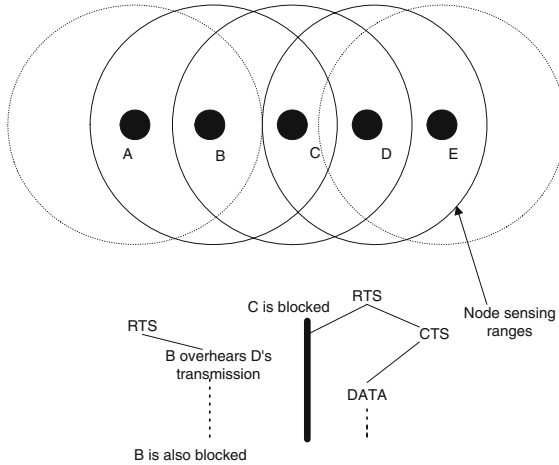 A
B
C
D
E
C is blocked
RTS
Node sensing
ranges
RTS
CTS
B overhears D's
transmission
DATA
B is also blocked